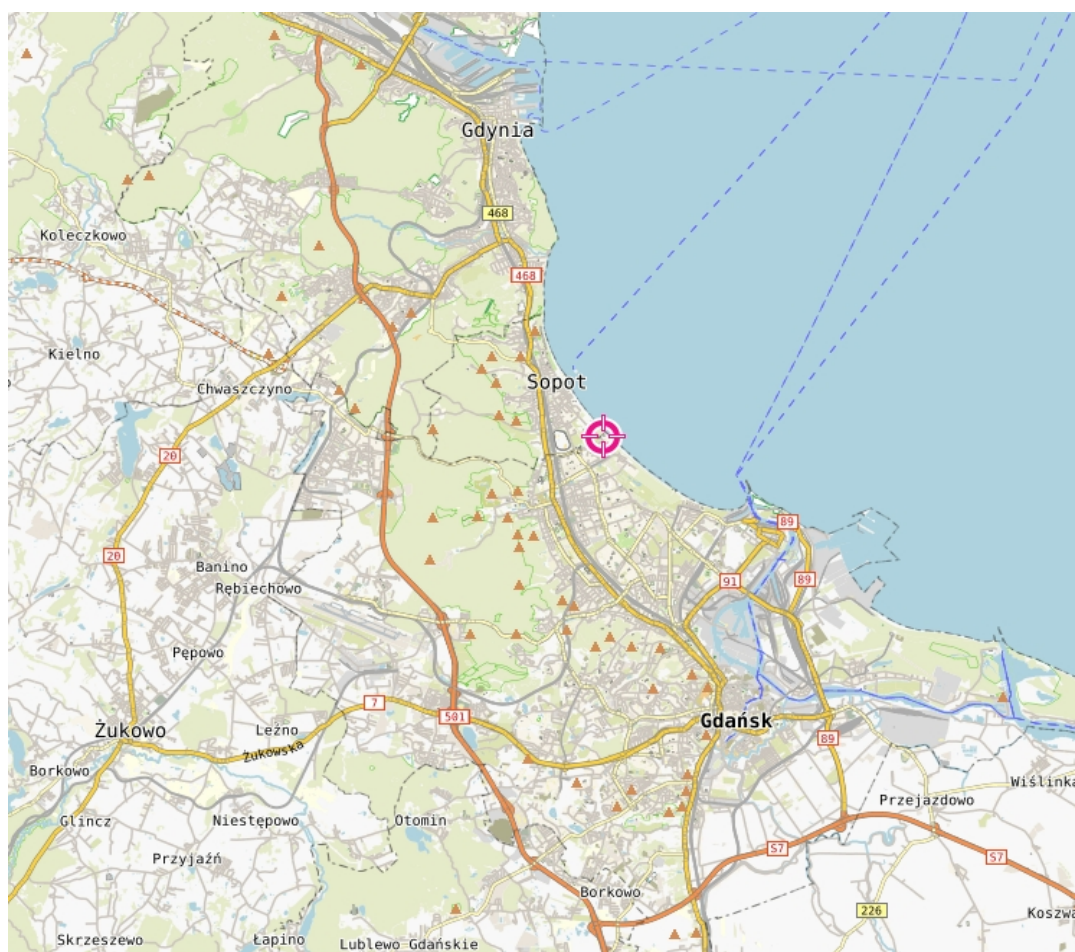 Gdynia
468
Koleczkowo
468
Kielno
Sopot
Chwaszczyno
20
89
20
Banino
91
89
Rębiechowo
Pępowo
7
501
Gdańsk
Żukowo
Leźno
Żukowska
89
Borkowo
Wiślinka
Przejazdowo
Glincz
Niestępowo
Otomin
S7
Przyjaźń
S7
Borkowo
226
Koszwa
Skrzeszewo
Łapino
Lublewo Gdańskie